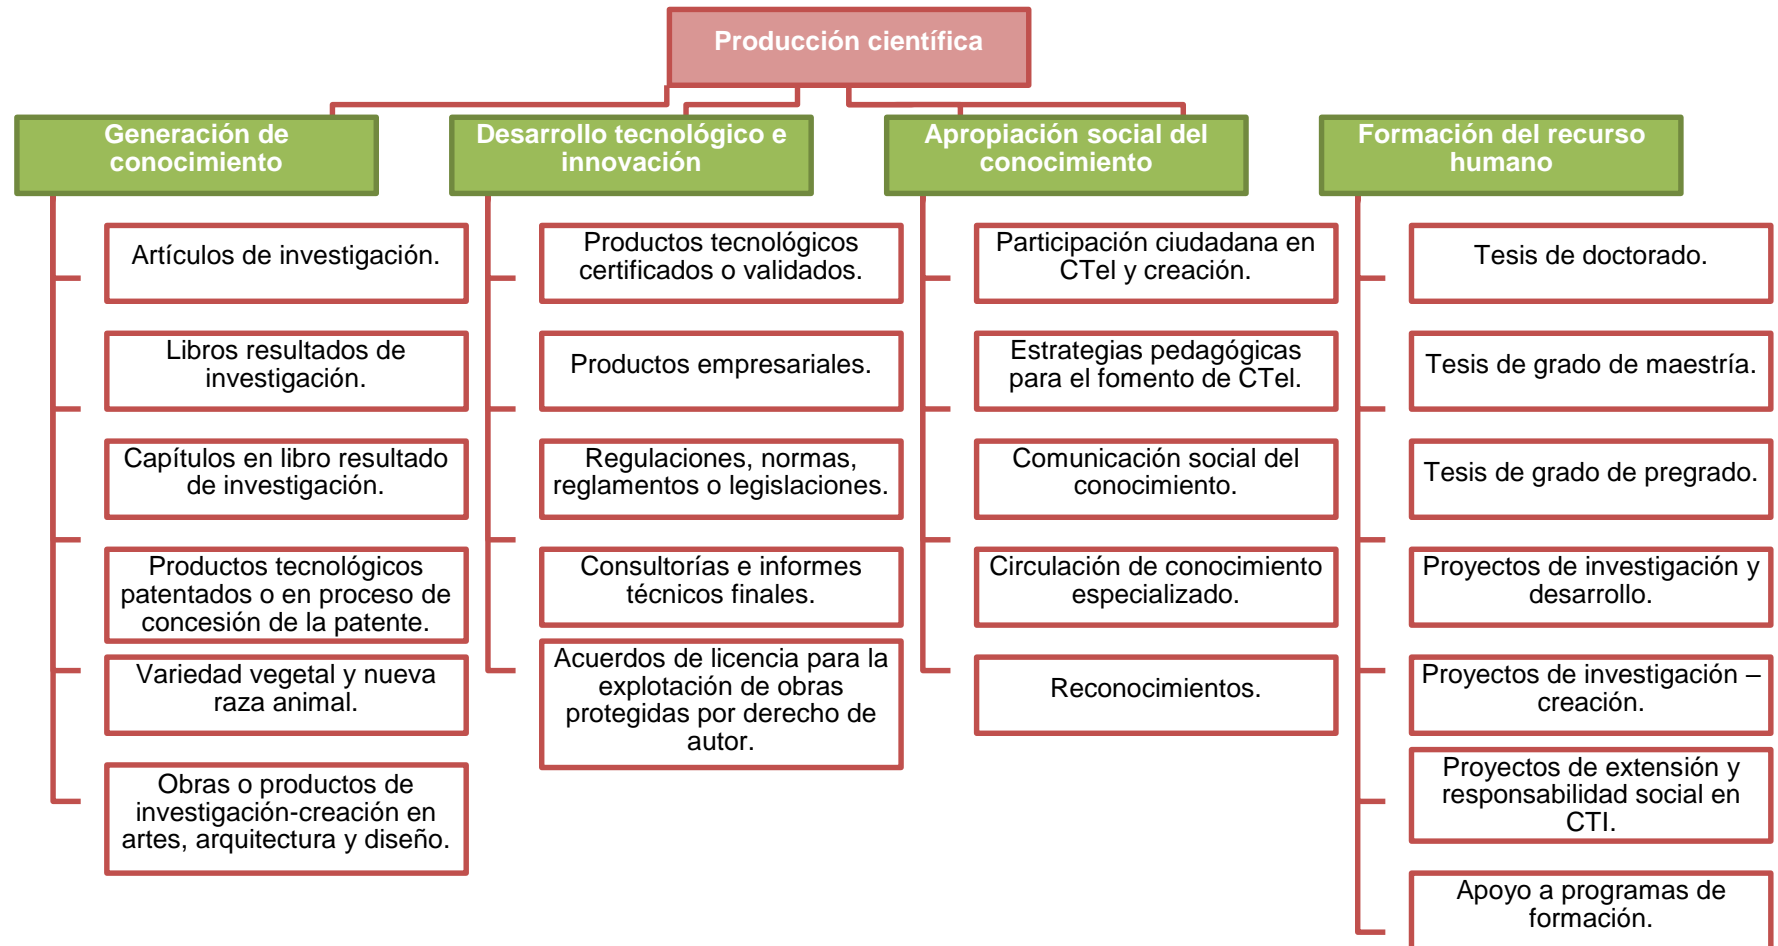 Producción científica
Generación de
conocimiento
Artículos de investigación.
Libros resultados de
investigación.
Capítulos en libro resultado
de investigación.
Productos tecnológicos
patentados o en proceso de
concesión de la patente.
Variedad vegetal y nueva
raza animal.
Obras o productos de
investigación-creación en
artes, arquitectura y diseño.
Desarrollo tecnológico e
innovación
Productos tecnológicos
certificados o validados.
Productos empresariales.
Regulaciones, normas,
reglamentos o legislaciones.
Consultorías e informes
técnicos finales.
Acuerdos de licencia para la
explotación de obras
protegidas por derecho de
autor.
Apropiación social del
conocimiento
Participación ciudadana en
CTel y creación.
Estrategias pedagógicas
para el fomento de CTel.
Comunicación social del
conocimiento.
Circulación de conocimiento
especializado.
Reconocimientos.
Formación del recurso
humano
Tesis de doctorado.
Tesis de grado de maestría.
Tesis de grado de pregrado.
Proyectos de investigación y
desarrollo.
Proyectos de investigación –
creación.
Proyectos de extensión y
responsabilidad social en
CTI.
Apoyo a programas de
formación.